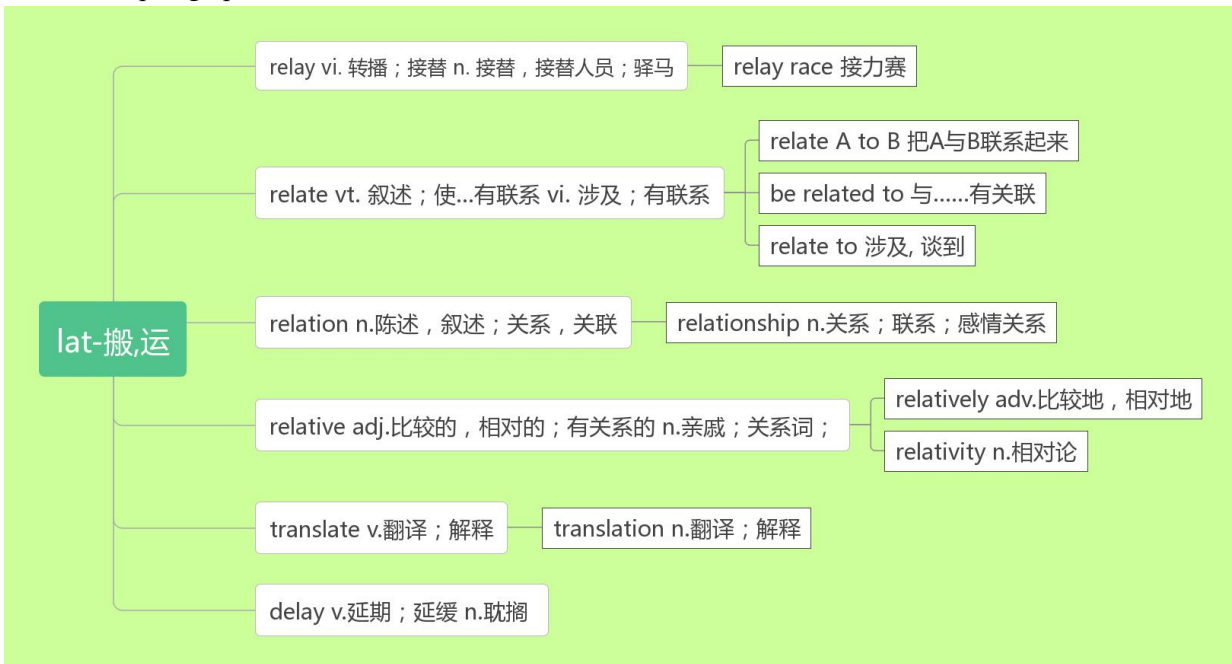 relay vi. 转播；接替 n. 接替，接替人员；驿马
relay race 接力赛
relate vt. 叙述；使...有联系 vi. 涉及；有联系
relate A to B 把A与B联系起来
be related to 与......有关联
relate to 涉及, 谈到
lat-搬,运
relation n.陈述，叙述；关系，关联
relationship n.关系；联系；感情关系
relative adj.比较的，相对的；有关系的 n.亲戚；关系词；
relatively adv.比较地，相对地
relativity n.相对论
translate v.翻译；解释
translation n.翻译；解释
delay v.延期；延缓 n.耽搁